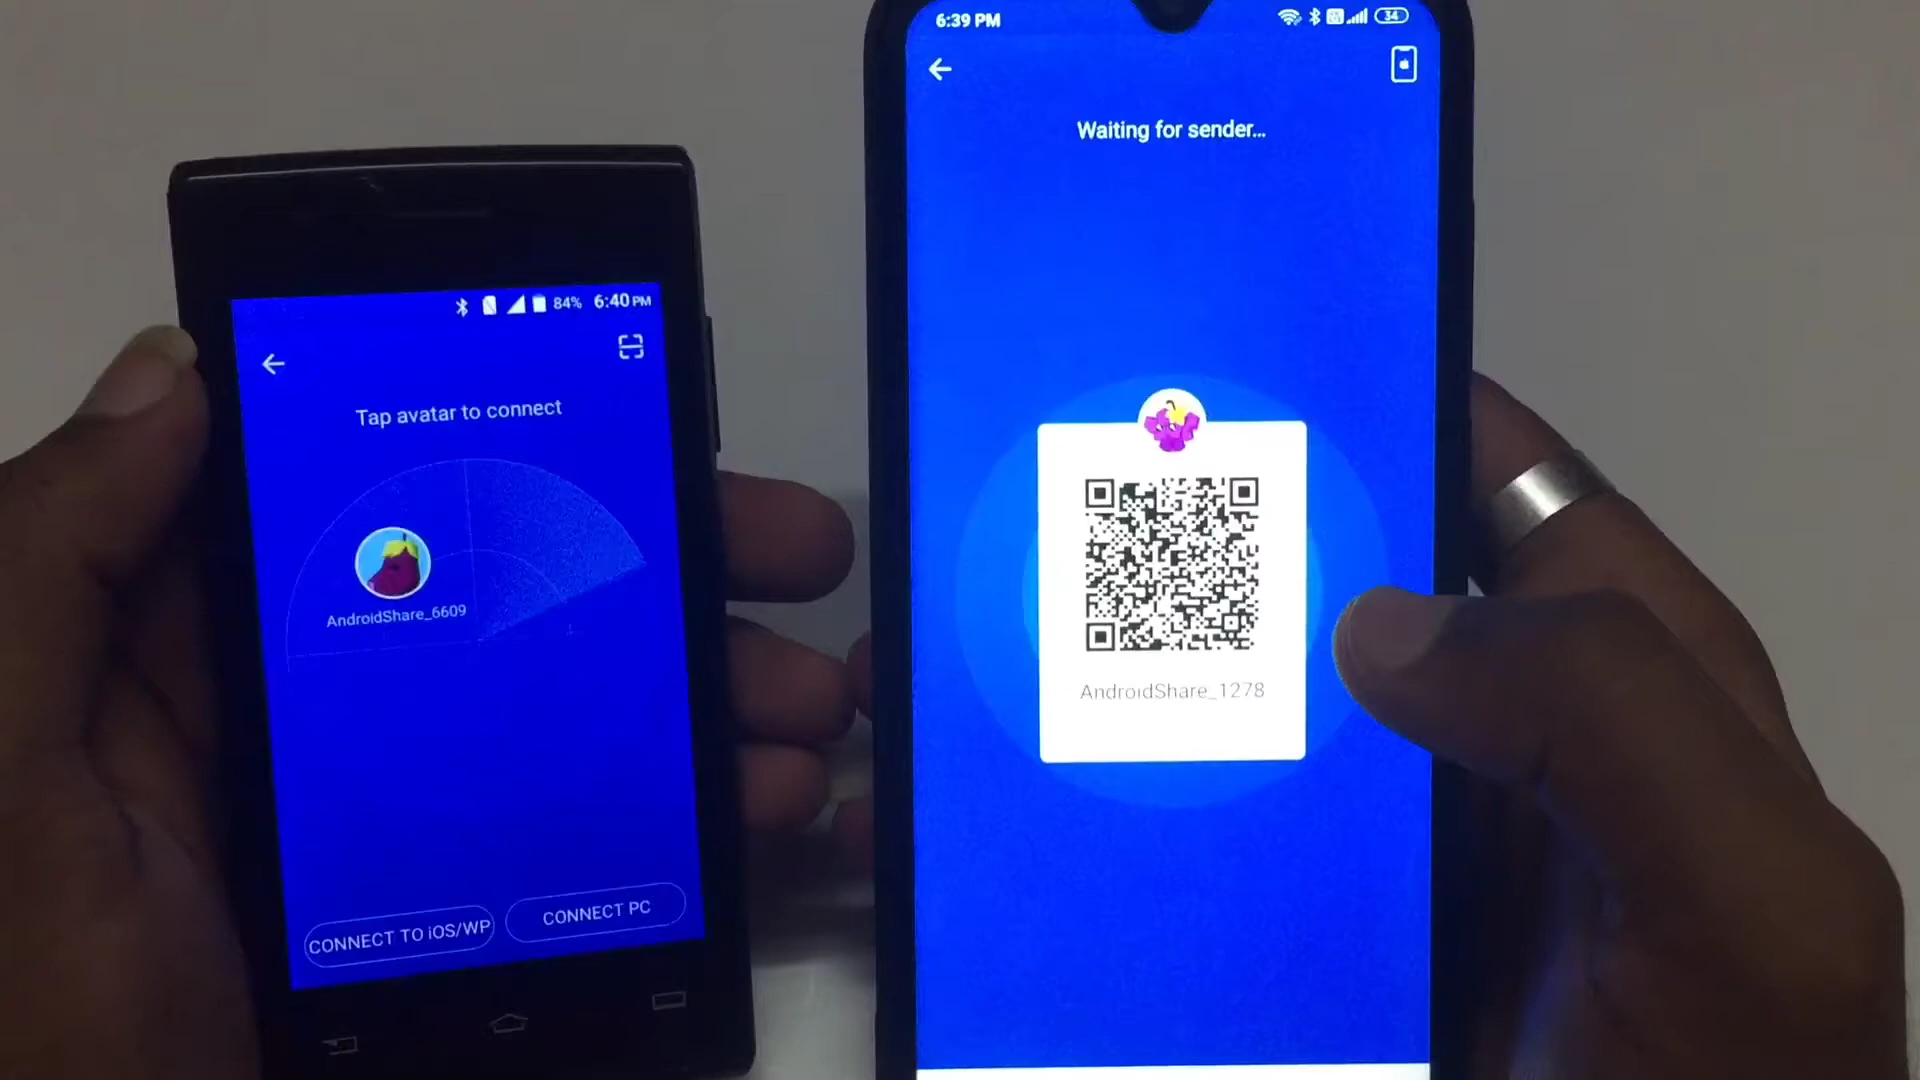 84% 6:40 PM
Tap avatar to connect
AndroidShare_6609
CONNECT TO iOS/WP
CONNECT PC
6:39 PM
34
Waiting for sender...
AndroidShare_1278